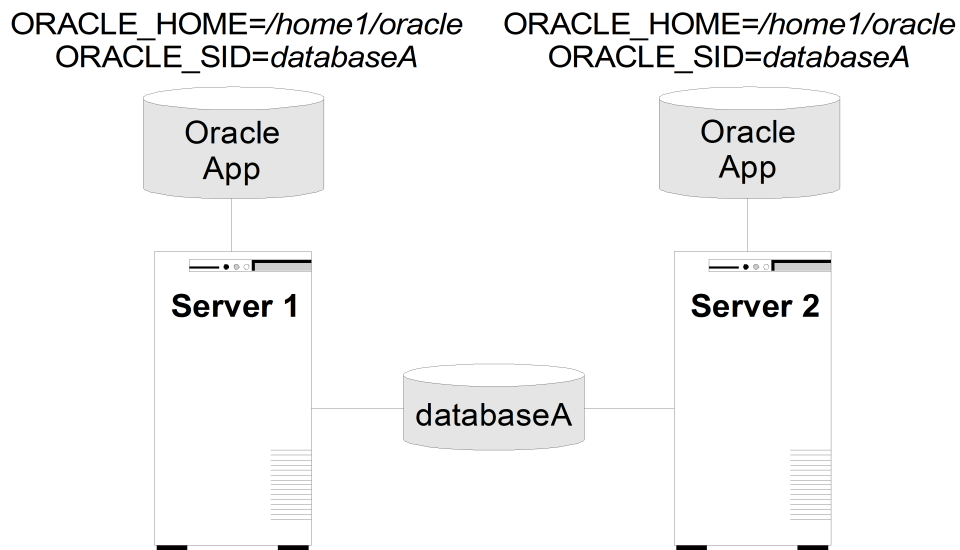 ORACLE_HOME=/home1/oracle
ORACLE_SID=databaseA
ORACLE_HOME=/home1/oracle
ORACLE_SID=databaseA
Oracle
App
Oracle
App
Server 1
Server 2
databaseA